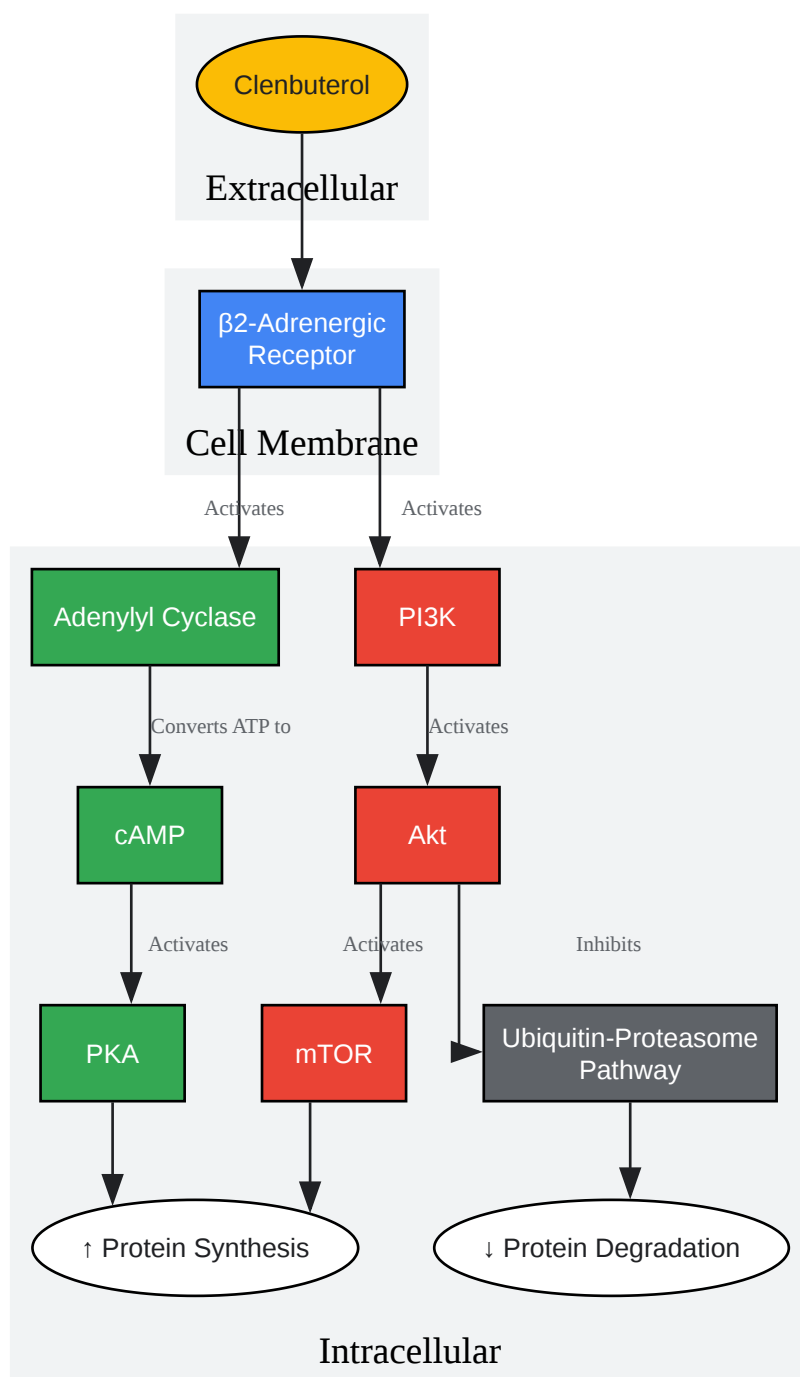 Clenbuterol
Extracellular
β2-Adrenergic
Receptor
Cell Membrane
Activates
Activates
Adenylyl Cyclase
PI3K
Converts ATP to
Activates
cAMP
Akt
Activates
Activates
Inhibits
PKA
mTOR
Ubiquitin-Proteasome
Pathway
↑ Protein Synthesis
↓ Protein Degradation
Intracellular